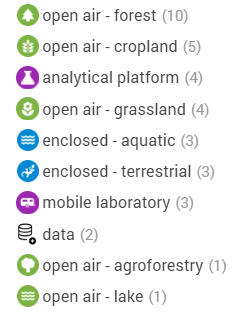 open air - forest (10)
open air - cropland (5)
analytical platform (4)
open air - grassland (4)
enclosed - aquatic (3)
enclosed - terrestrial (3)
mobile laboratory (3)
data (2)
open air - agroforestry (1)
open air - lake (1)